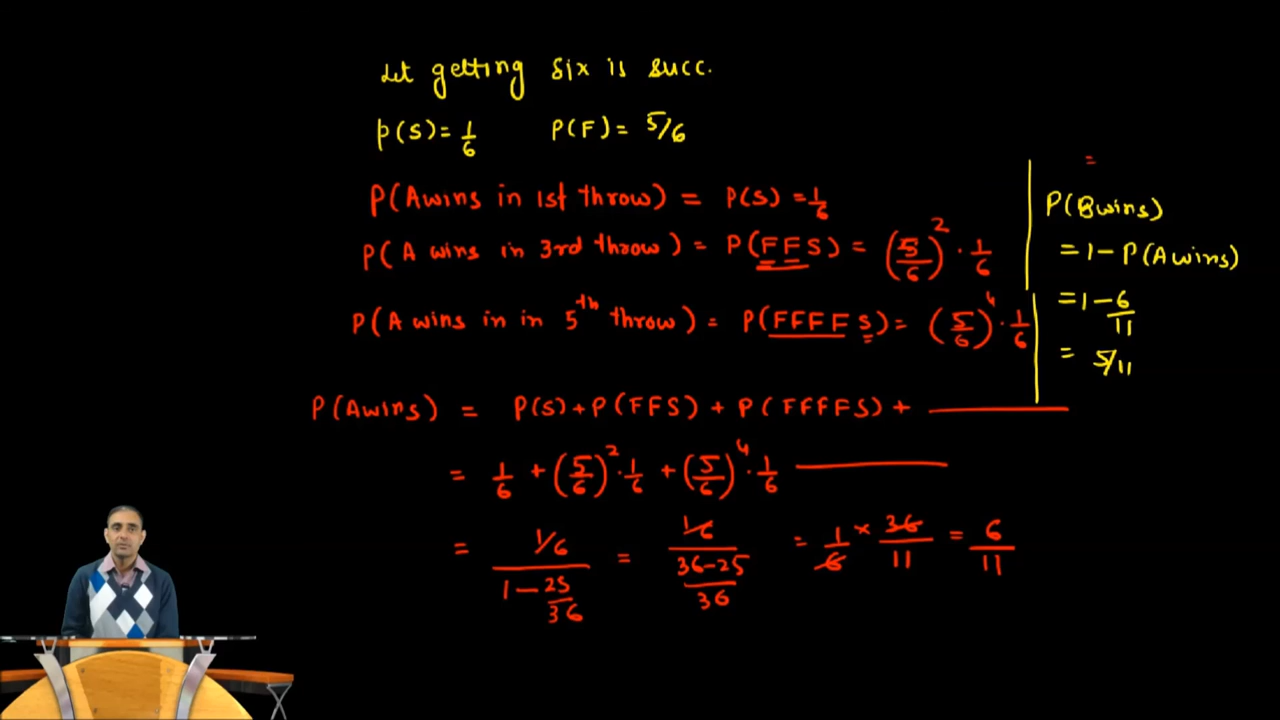 Let getting six is succ.
P(S) = 1/6 P(F) = 5/6
P(A wins in 1st throw) = P(S) = 1/6
P( A wins in 3rd throw) = P(FFS) = (5/6)^2 . 1/6
P(A wins in in 5th throw) = P(FFFFS) = (5/6)^4 . 1/6
P(A wins) = P(S) + P(FFS) + P(FFFFS) + ———
= 1/6 + (5/6)^2 . 1/6 + (5/6)^4 . 1/6 ———
= 1/6 / (1 - 25/36) = 1/6 / ((36-25)/36) = 1/6 × 36/11 = 6/11
=
P(B wins)
= 1 - P(A wins)
= 1 - 6/11
= 5/11